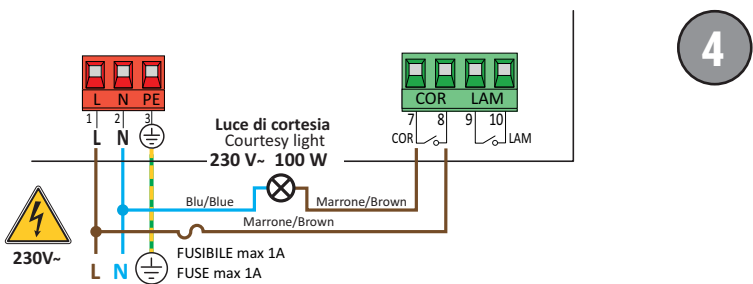 4
L N PE
COR LAM
1 2 3
7 8 9 10
L N
COR LAM
Luce di cortesia
Courtesy light
230 V~ 100 W
Blu/Blue
Marrone/Brown
Marrone/Brown
230V~
L N
FUSIBILE max 1A
FUSE max 1A